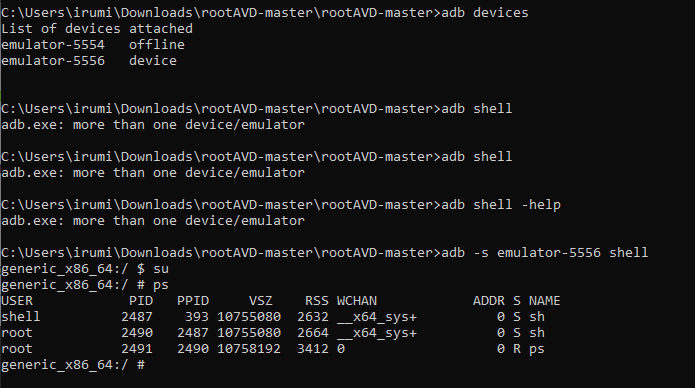 C:\Users\irumi\Downloads\rootAVD-master\rootAVD-master>adb devices
List of devices attached
emulator-5554   offline
emulator-5556   device
C:\Users\irumi\Downloads\rootAVD-master\rootAVD-master>adb shell
adb.exe: more than one device/emulator
C:\Users\irumi\Downloads\rootAVD-master\rootAVD-master>adb shell
adb.exe: more than one device/emulator
C:\Users\irumi\Downloads\rootAVD-master\rootAVD-master>adb shell -help
adb.exe: more than one device/emulator
C:\Users\irumi\Downloads\rootAVD-master\rootAVD-master>adb -s emulator-5556 shell
generic_x86_64:/ $ su
generic_x86_64:/ # ps
USER           PID  PPID     VSZ    RSS WCHAN            ADDR S NAME
shell         2487   393 10755080  2632 __x64_sys+          0 S sh
root          2490  2487 10755080  2664 __x64_sys+          0 S sh
root          2491  2490 10758192  3412 0                   0 R ps
generic_x86_64:/ #